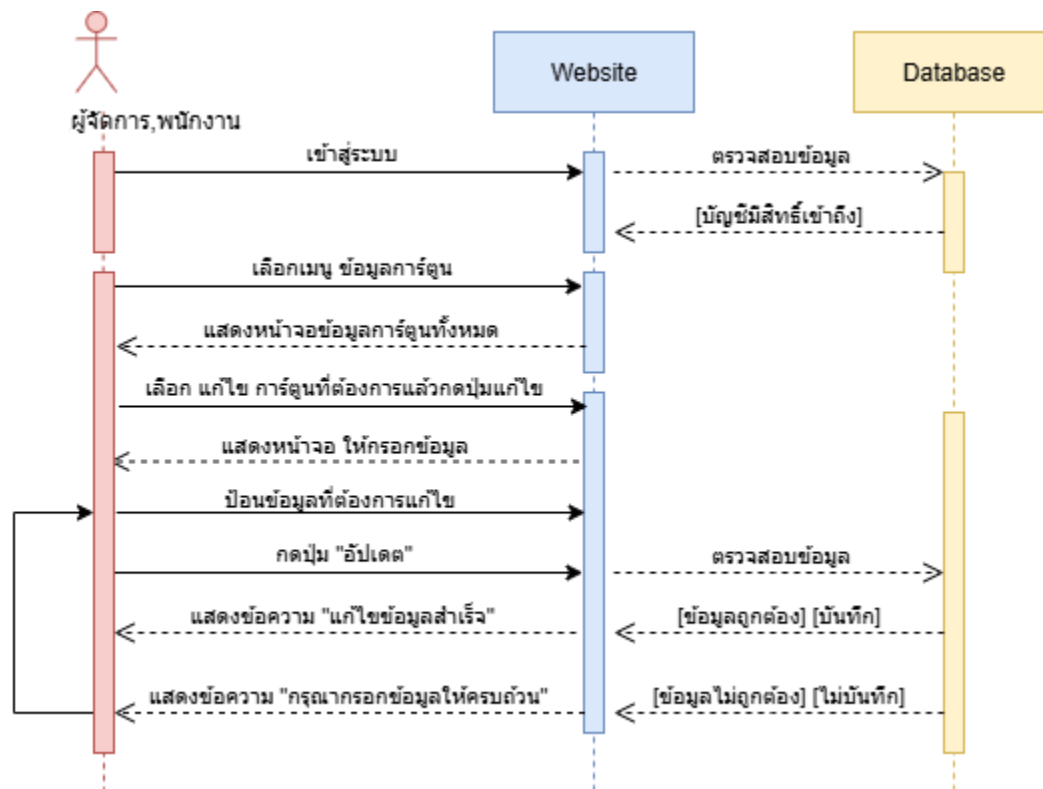 Website
Database
ผู้จัดการ,พนักงาน
เข้าสู่ระบบ
ตรวจสอบข้อมูล
[บัญชีมีสิทธิ์เข้าถึง]
เลือกเมนู ข้อมูลการ์ตูน
แสดงหน้าจอข้อมูลการ์ตูนทั้งหมด
เลือก แก้ไข การ์ตูนที่ต้องการแล้วกดปุ่มแก้ไข
แสดงหน้าจอ ให้กรอกข้อมูล
ป้อนข้อมูลที่ต้องการแก้ไข
กดปุ่ม "อัปเดต"
ตรวจสอบข้อมูล
แสดงข้อความ "แก้ไขข้อมูลสำเร็จ"
[ข้อมูลถูกต้อง] [บันทึก]
แสดงข้อความ "กรุณากรอกข้อมูลให้ครบถ้วน"
[ข้อมูลไม่ถูกต้อง] [ไม่บันทึก]